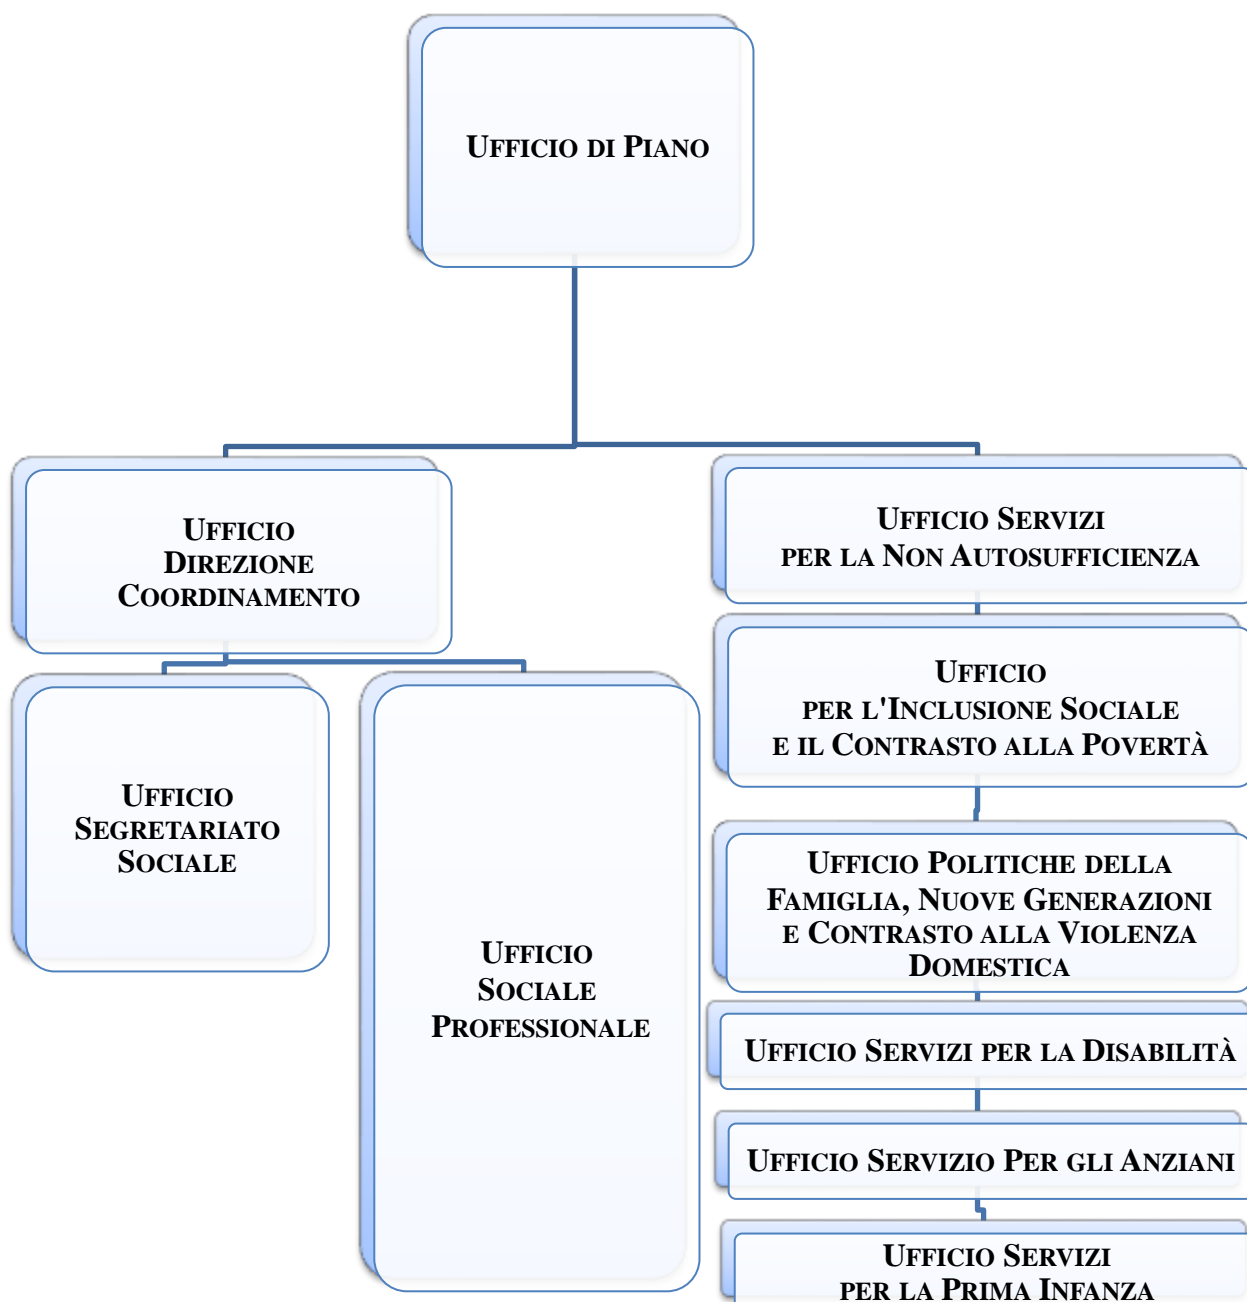 UFFICIO DI PIANO
UFFICIO
DIREZIONE
COORDINAMENTO
UFFICIO
SEGRETARIATO
SOCIALE
UFFICIO
SOCIALE
PROFESSIONALE
UFFICIO SERVIZI
PER LA NON AUTOSUFFICIENZA
UFFICIO
PER L'INCLUSIONE SOCIALE
E IL CONTRASTO ALLA POVERTÀ
UFFICIO POLITICHE DELLA
FAMIGLIA, NUOVE GENERAZIONI
E CONTRASTO ALLA VIOLENZA
DOMESTICA
UFFICIO SERVIZI PER LA DISABILITÀ
UFFICIO SERVIZIO PER GLI ANZIANI
UFFICIO SERVIZI
PER LA PRIMA INFANZA